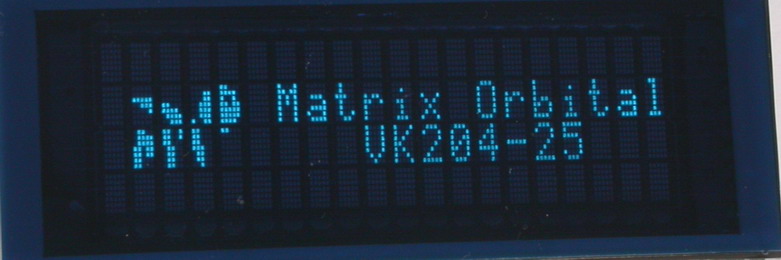 Matrix Orbital
VK204-25